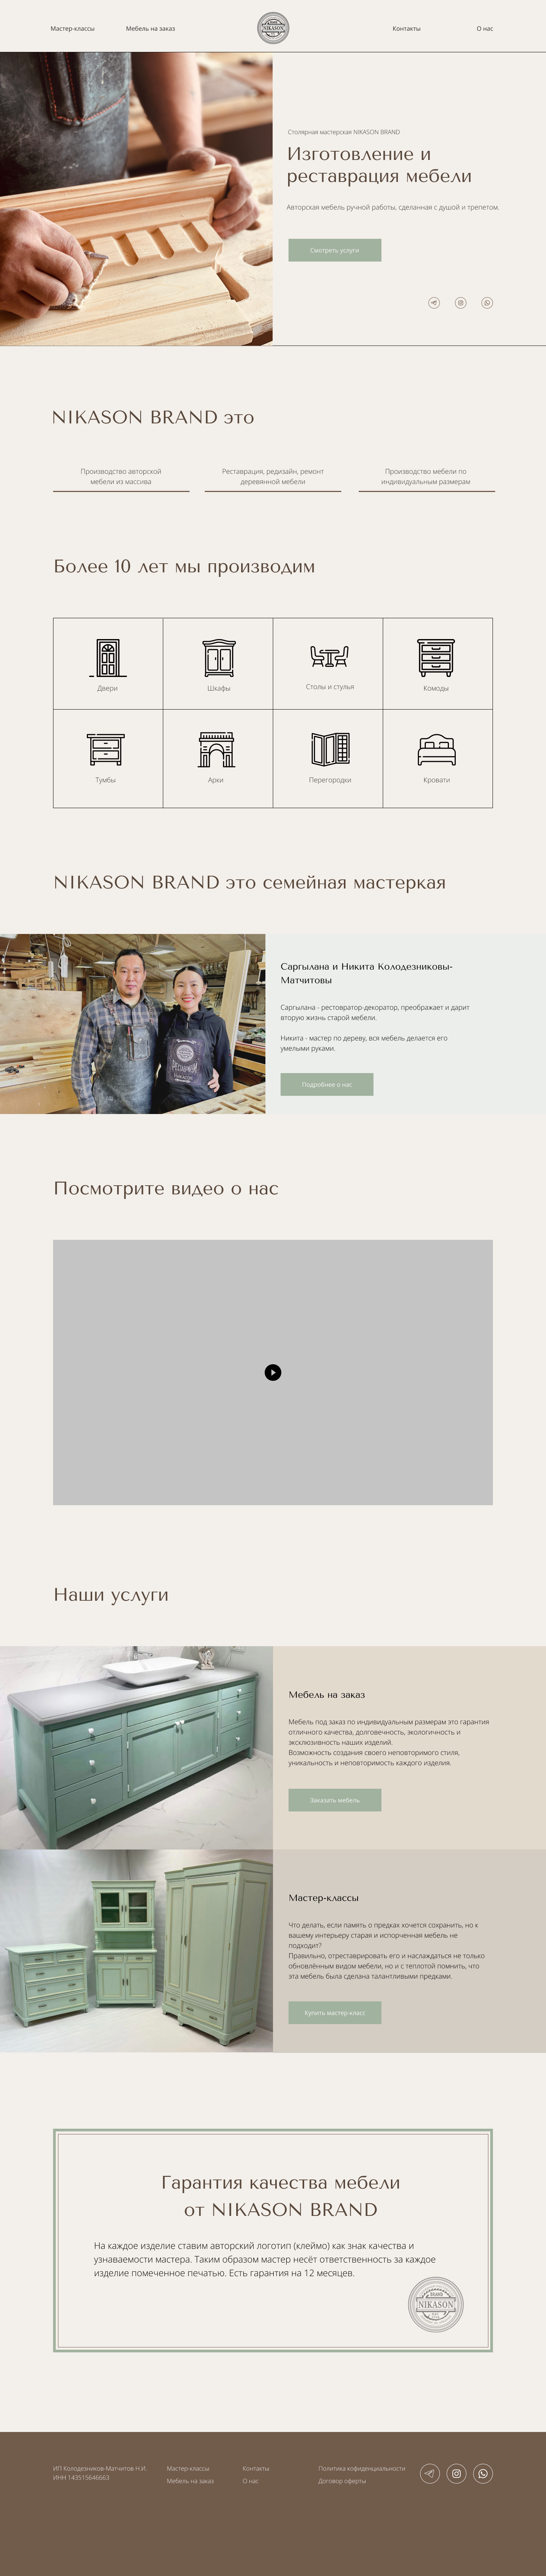 Мастер-классы
Мебель на заказ
NIKASON
Контакты
О нас
Столярная мастерская NIKASON BRAND
Изготовление и
реставрация мебели
Авторская мебель ручной работы, сделанная с душой и трепетом.
Смотреть услуги
NIKASON BRAND это
Производство авторской
мебели из массива
Реставрация, редизайн, ремонт
деревянной мебели
Производство мебели по
индивидуальным размерам
Более 10 лет мы производим
Двери
Шкафы
Столы и стулья
Комоды
Тумбы
Арки
Перегородки
Кровати
NIKASON BRAND это семейная мастеркая
Саргылана и Никита Колодезниковы-
Матчитовы
Саргылана - рестовратор-декоратор, преображает и дарит
вторую жизнь старой мебели.
Никита - мастер по дереву, вся мебель делается его
умелыми руками.
Подробнее о нас
Посмотрите видео о нас
Наши услуги
Мебель на заказ
Мебель под заказ по индивидуальным размерам это гарантия
отличного качества, долговечность, экологичность и
эксклюзивность наших изделий.
Возможность создания своего неповторимого стиля,
уникальность и неповторимость каждого изделия.
Заказать мебель
Мастер-классы
Что делать, если память о предках хочется сохранить, но к
вашему интерьеру старая и испорченная мебель не
подходит?
Правильно, отреставрировать его и наслаждаться не только
обновлённым видом мебели, но и с теплотой помнить, что
эта мебель была сделана талантливыми предками.
Купить мастер-класс
Гарантия качества мебели
от NIKASON BRAND
На каждое изделие ставим авторский логотип (клеймо) как знак качества и
узнаваемости мастера. Таким образом мастер несёт ответственность за каждое
изделие помеченное печатью. Есть гарантия на 12 месяцев.
BRAND
NIKASON
ИП Колодезников-Матчитов Н.И.
ИНН 143515646663
Мастер-классы
Мебель на заказ
Контакты
О нас
Политика кофиденциальности
Договор оферты